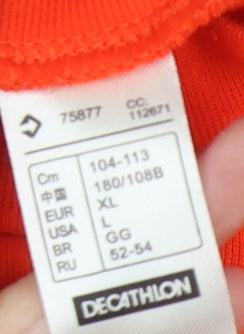 75877 CC: 112671
Cm 104-113
中国 180/108B
EUR XL
USA L
BR GG
RU 52-54
DECATHLON